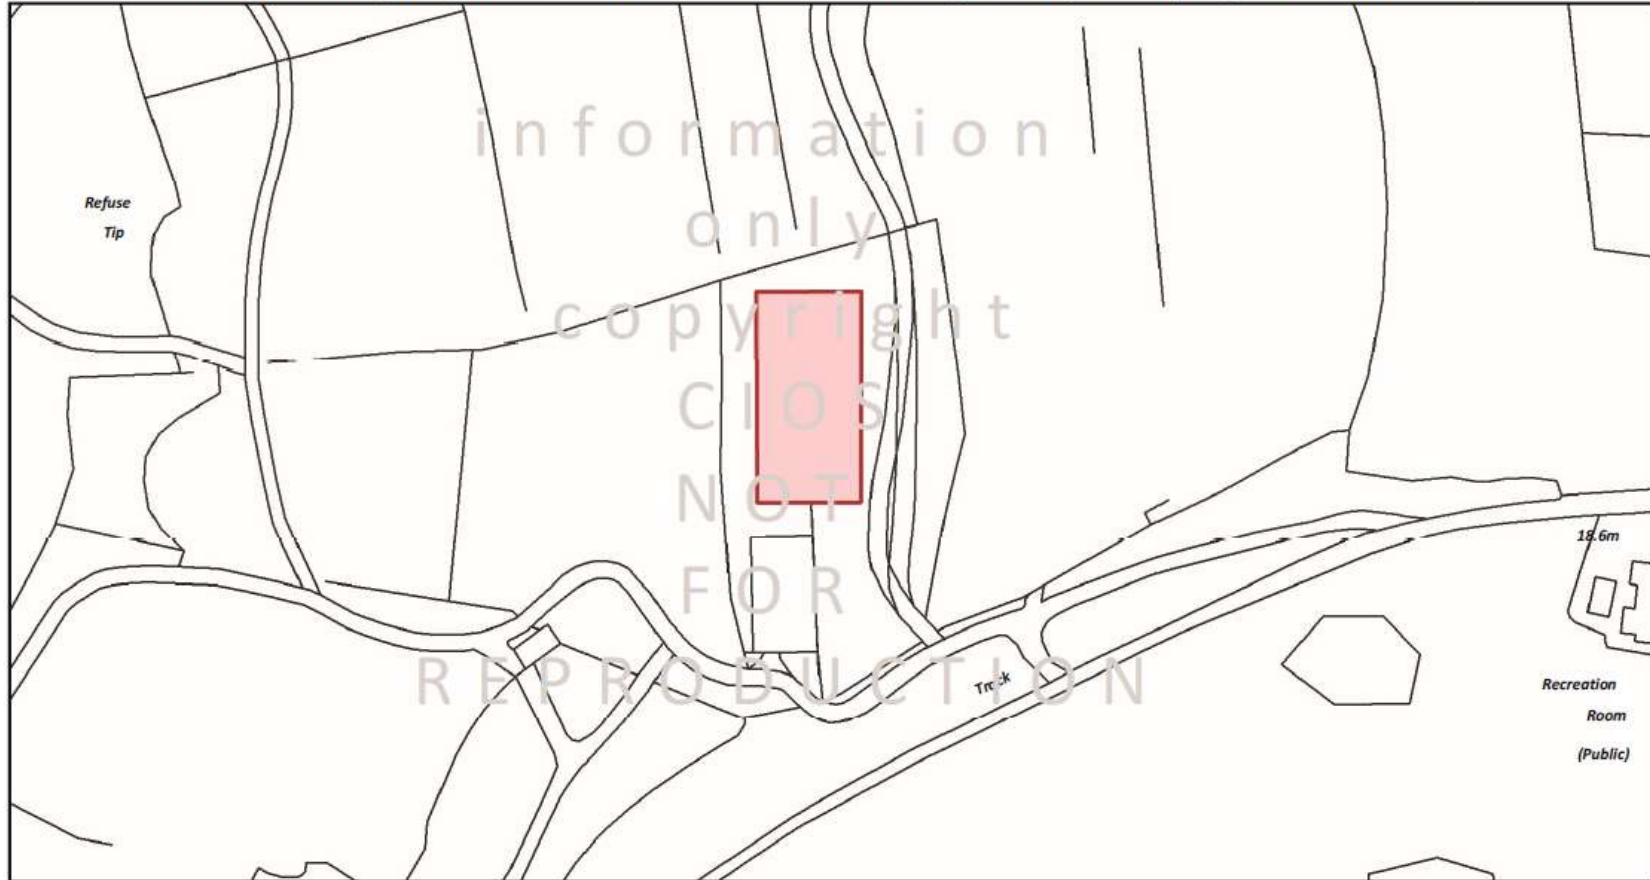 information
only
copyright
CIOS
NOT
FOR
REPRODUCTION
Refuse
Tip
18.6m
Track
Recreation
Room
(Public)